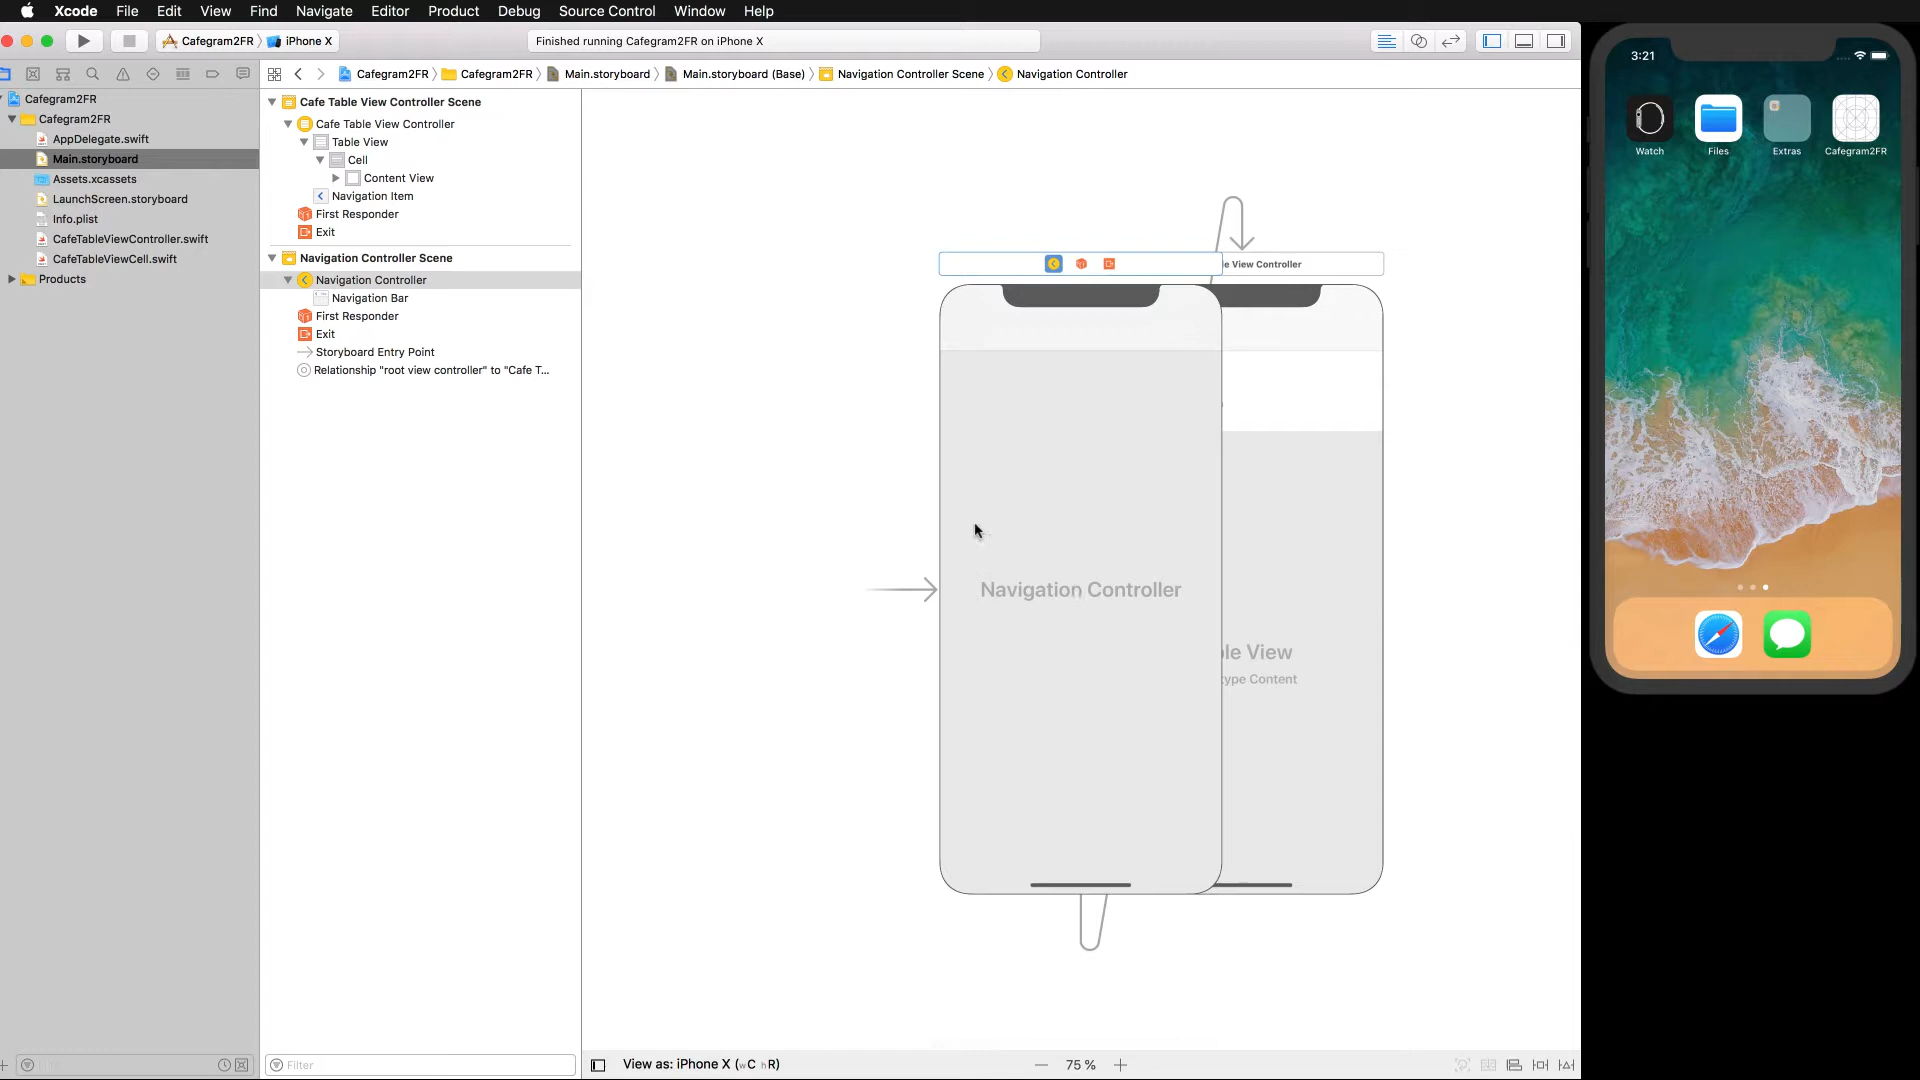 Xcode File Edit View Find Navigate Editor Product Debug Source Control Window Help
Cafegram2FR iPhone X
Finished running Cafegram2FR on iPhone X
Cafegram2FR Cafegram2FR Main.storyboard Main.storyboard (Base) Navigation Controller Scene Navigation Controller
Cafegram2FR
Cafegram2FR
AppDelegate.swift
Main.storyboard
Assets.xcassets
LaunchScreen.storyboard
Info.plist
CafeTableViewController.swift
CafeTableViewCell.swift
Products
Cafe Table View Controller Scene
Cafe Table View Controller
Table View
Cell
Content View
Navigation Item
First Responder
Exit
Navigation Controller Scene
Navigation Controller
Navigation Bar
First Responder
Exit
Storyboard Entry Point
Relationship "root view controller" to "Cafe T...
Filter
e View Controller
Navigation Controller
ble View
type Content
View as: iPhone X (wC hR)
75 %
3:21
Watch Files Extras Cafegram2FR